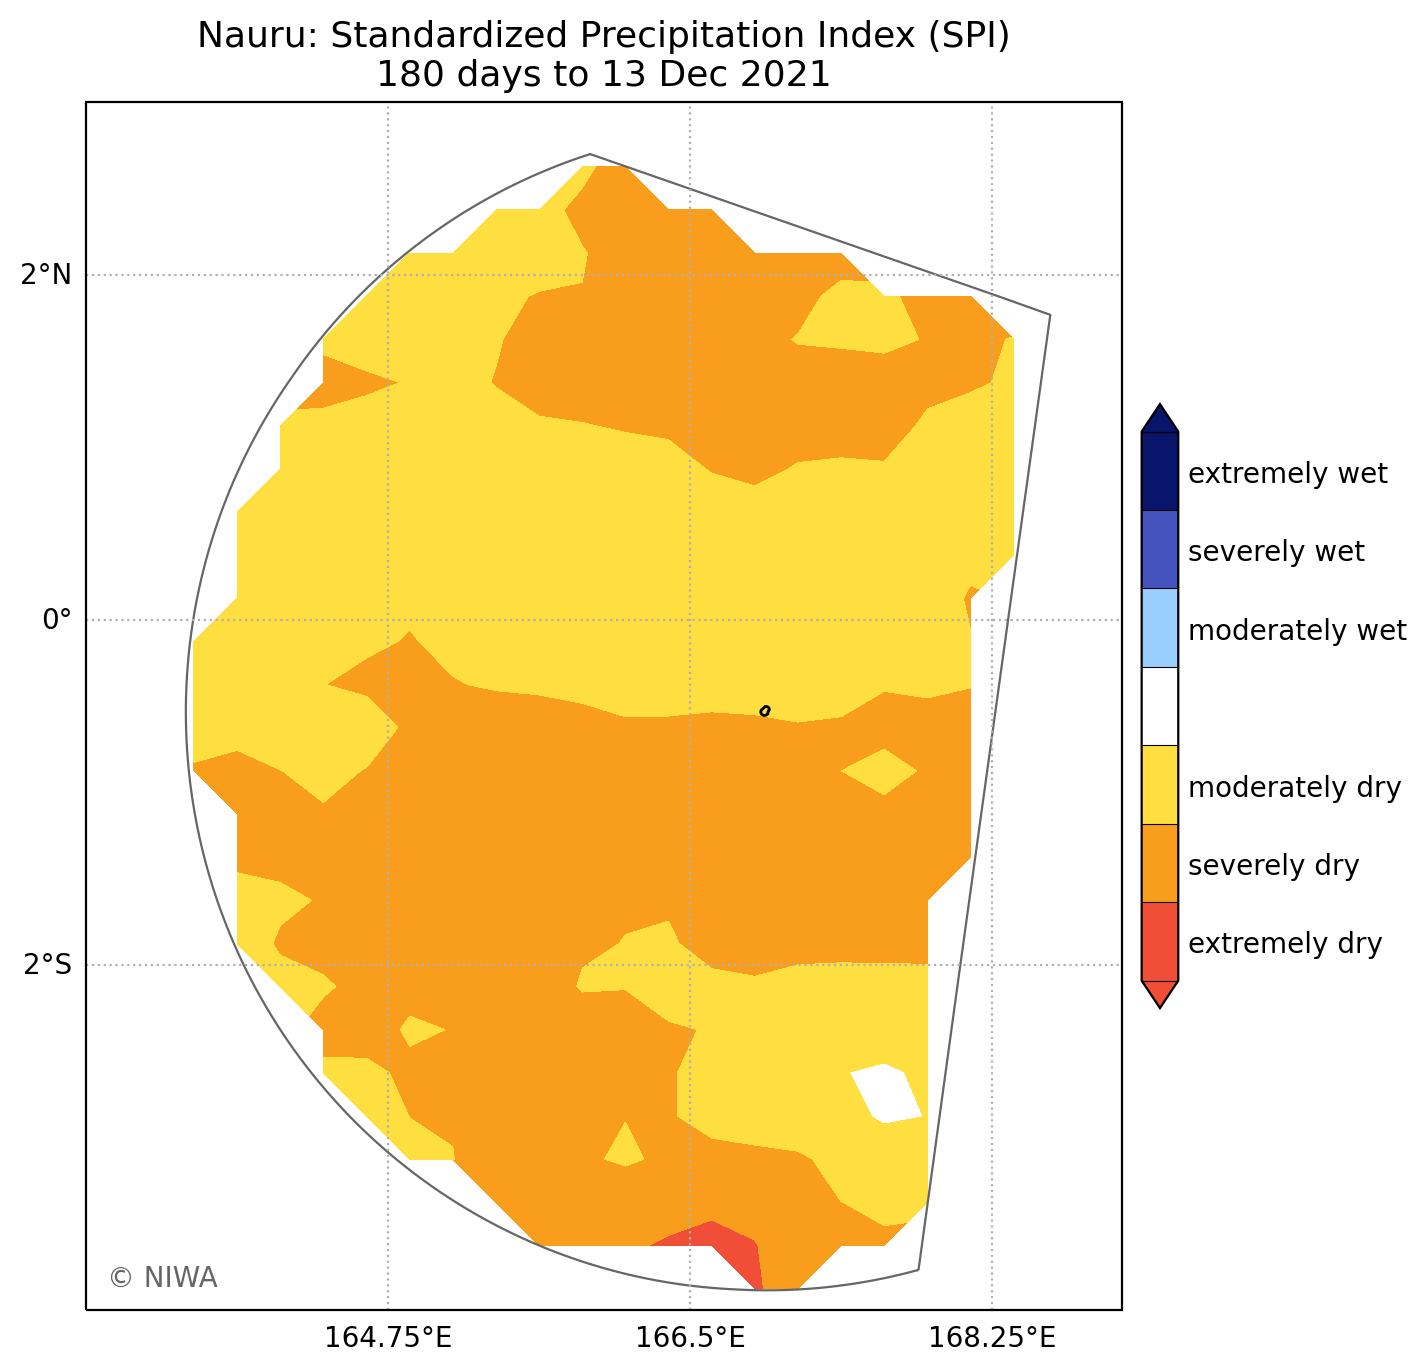 Nauru: Standardized Precipitation Index (SPI)
180 days to 13 Dec 2021
2°N
0°
2°S
164.75°E
166.5°E
168.25°E
extremely wet
severely wet
moderately wet
moderately dry
severely dry
extremely dry
© NIWA